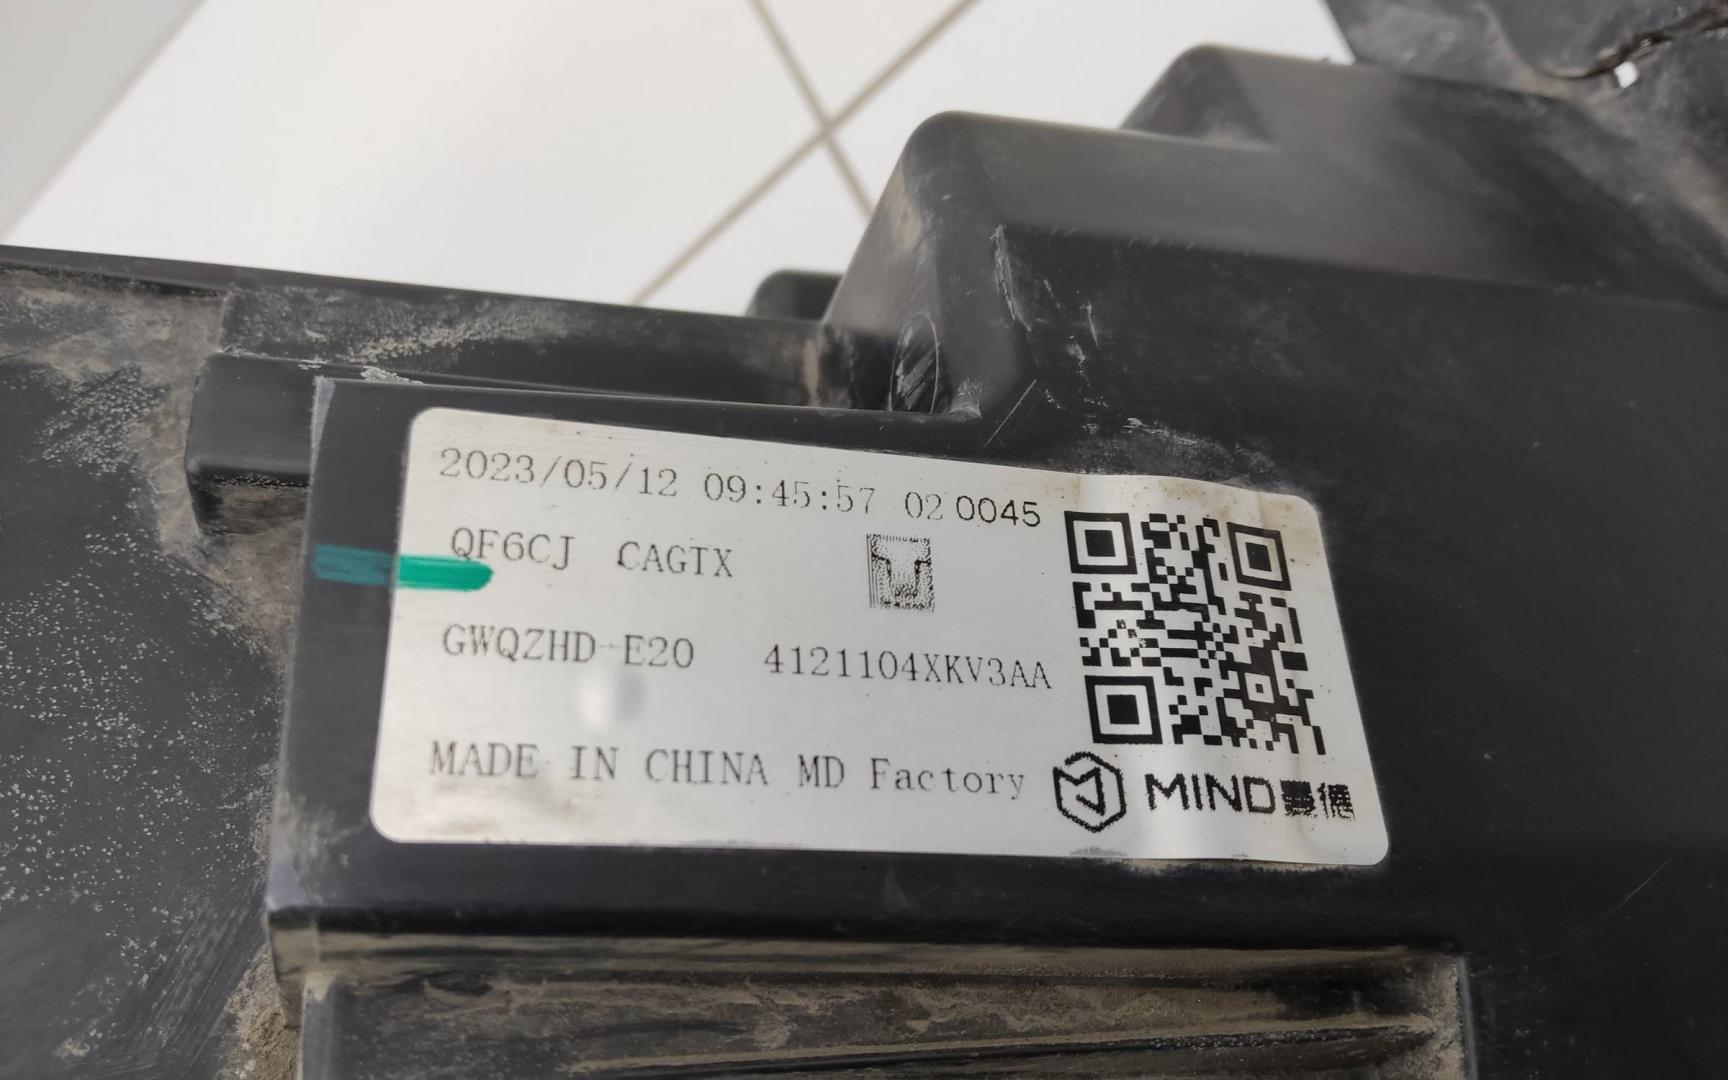 2023/05/12 09:45:57 02 0045
QF6CJ CAGTX
GWQZHD-E20 4121104XKV3AA
MADE IN CHINA MD Factory
MIND曼德